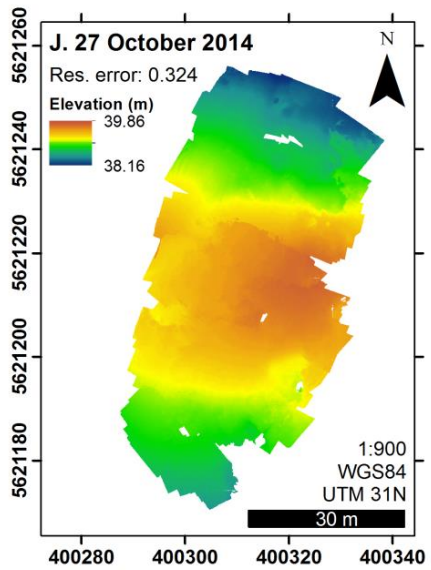 J. 27 October 2014
N
Res. error: 0.324
Elevation (m)
39.86
38.16
5621260
5621240
5621220
5621200
5621180
1:900
WGS84
UTM 31N
30 m
400280 400300 400320 400340